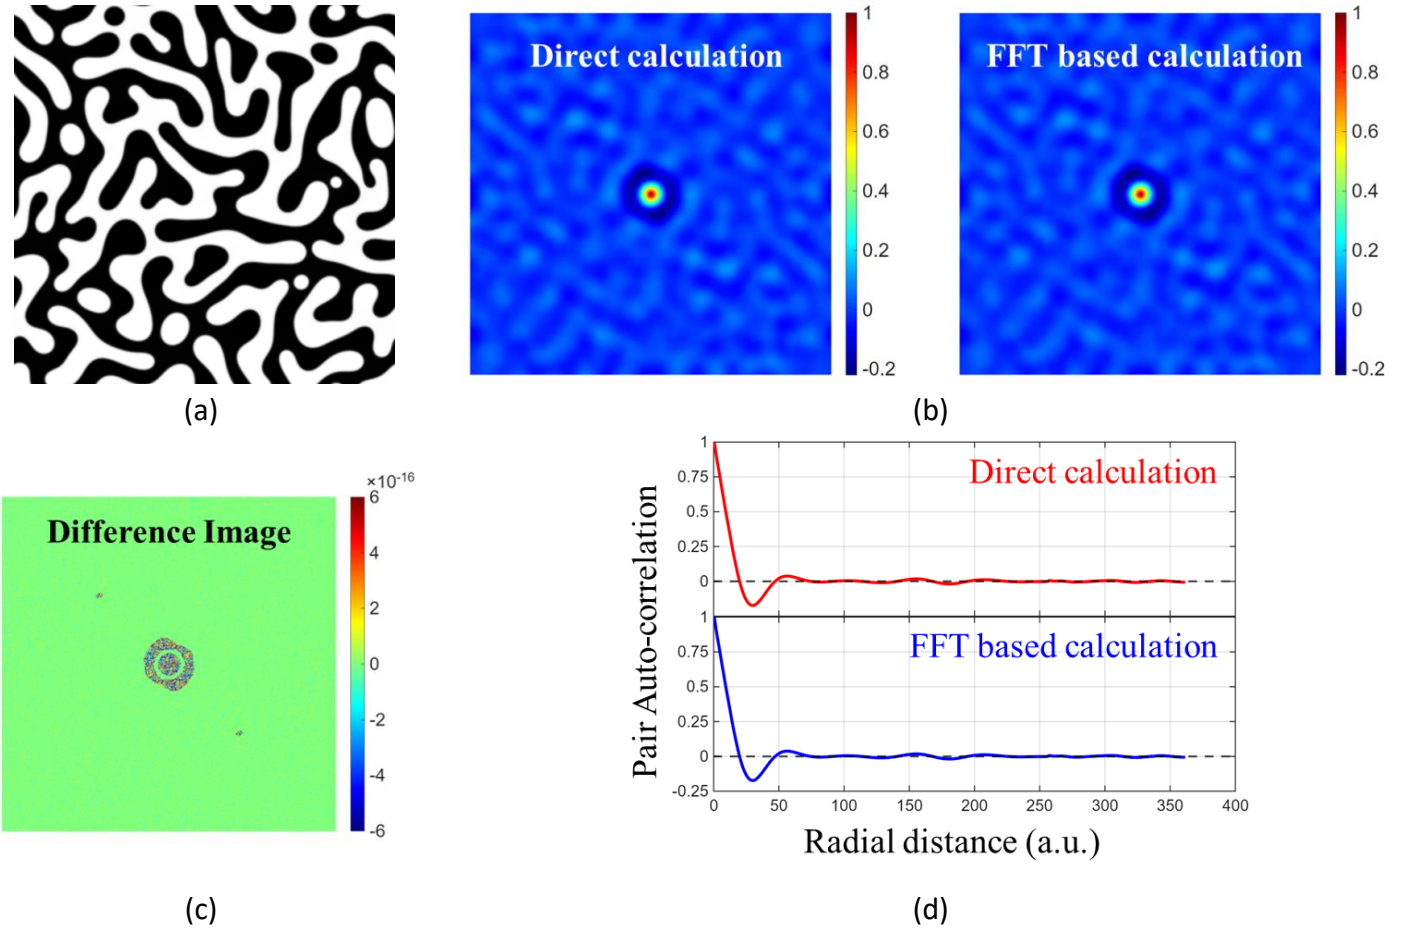 Direct calculation
1
0.8
0.6
0.4
0.2
0
-0.2
FFT based calculation
1
0.8
0.6
0.4
0.2
0
-0.2
(a)
(b)
×10-16
6
4
2
0
-2
-4
-6
Difference Image
(c)
Pair Auto-correlation
1
0.75
0.5
0.25
0
Direct calculation
1
0.75
0.5
0.25
0
-0.25
FFT based calculation
0 50 100 150 200 250 300 350 400
Radial distance (a.u.)
(d)